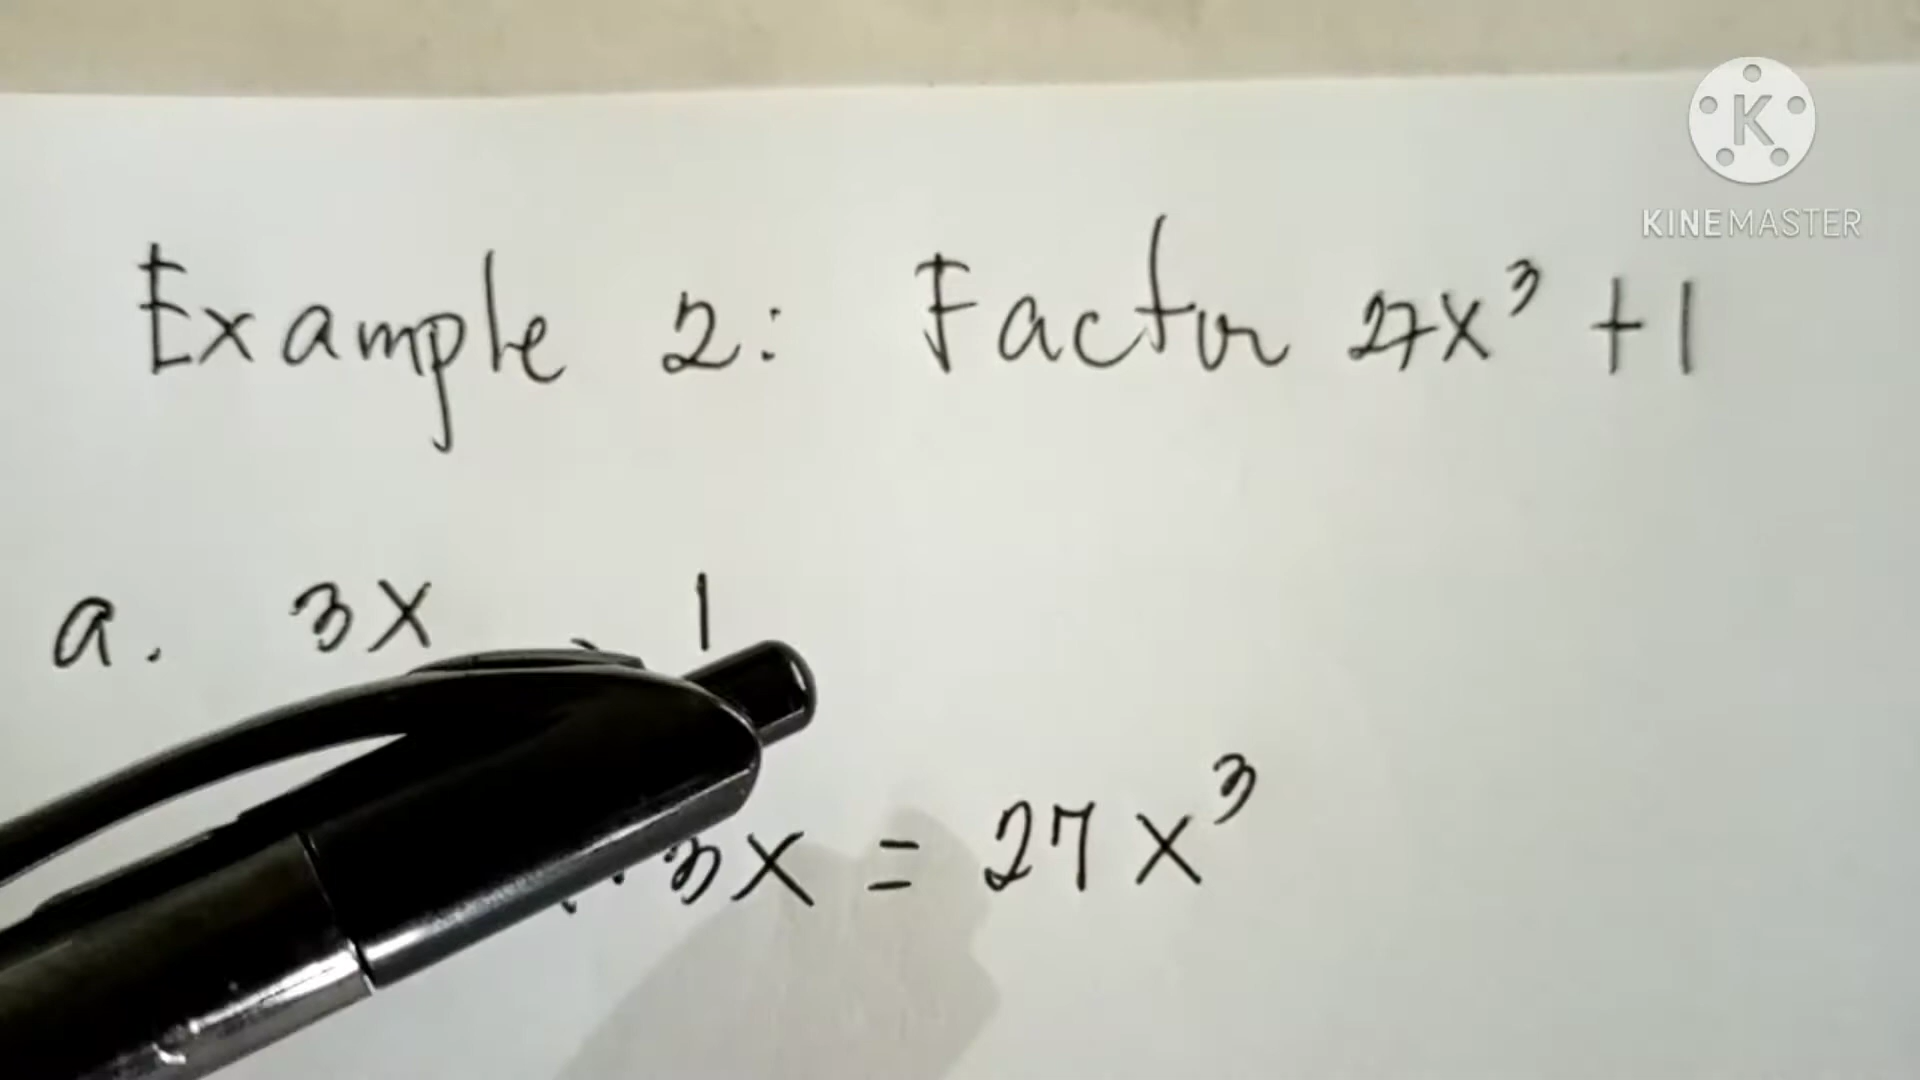 K
KINEMASTER
Example 2: Factor 27x³ + 1
a. 3x 1
· 3x = 27x³